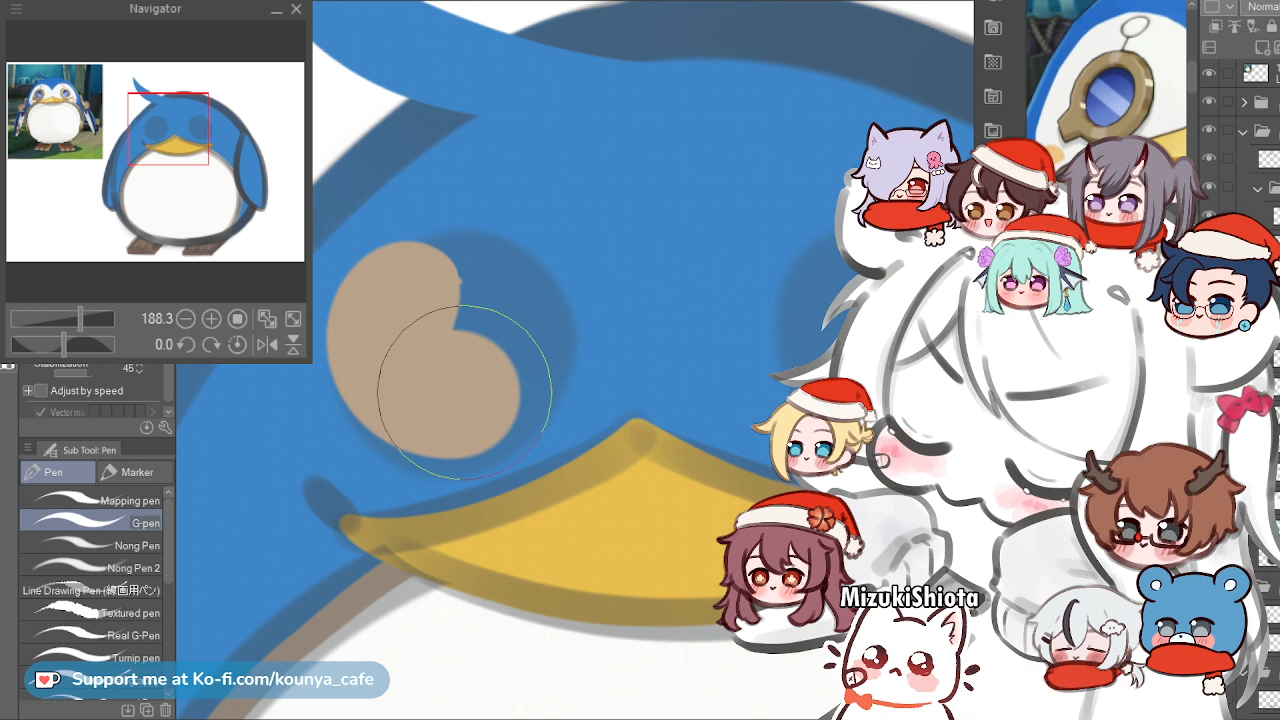 Navigator
Norma
188.3
0.0
45
Adjust by speed
Sub Tool: Pen
Pen
Marker
Mapping pen
G-pen
Nong Pen
Nong Pen 2
Line Drawing Pen (線画用ペン)
Textured pen
Real G-Pen
Turnip pen
Support me at Ko-fi.com/kounya_cafe
MizukiShiota